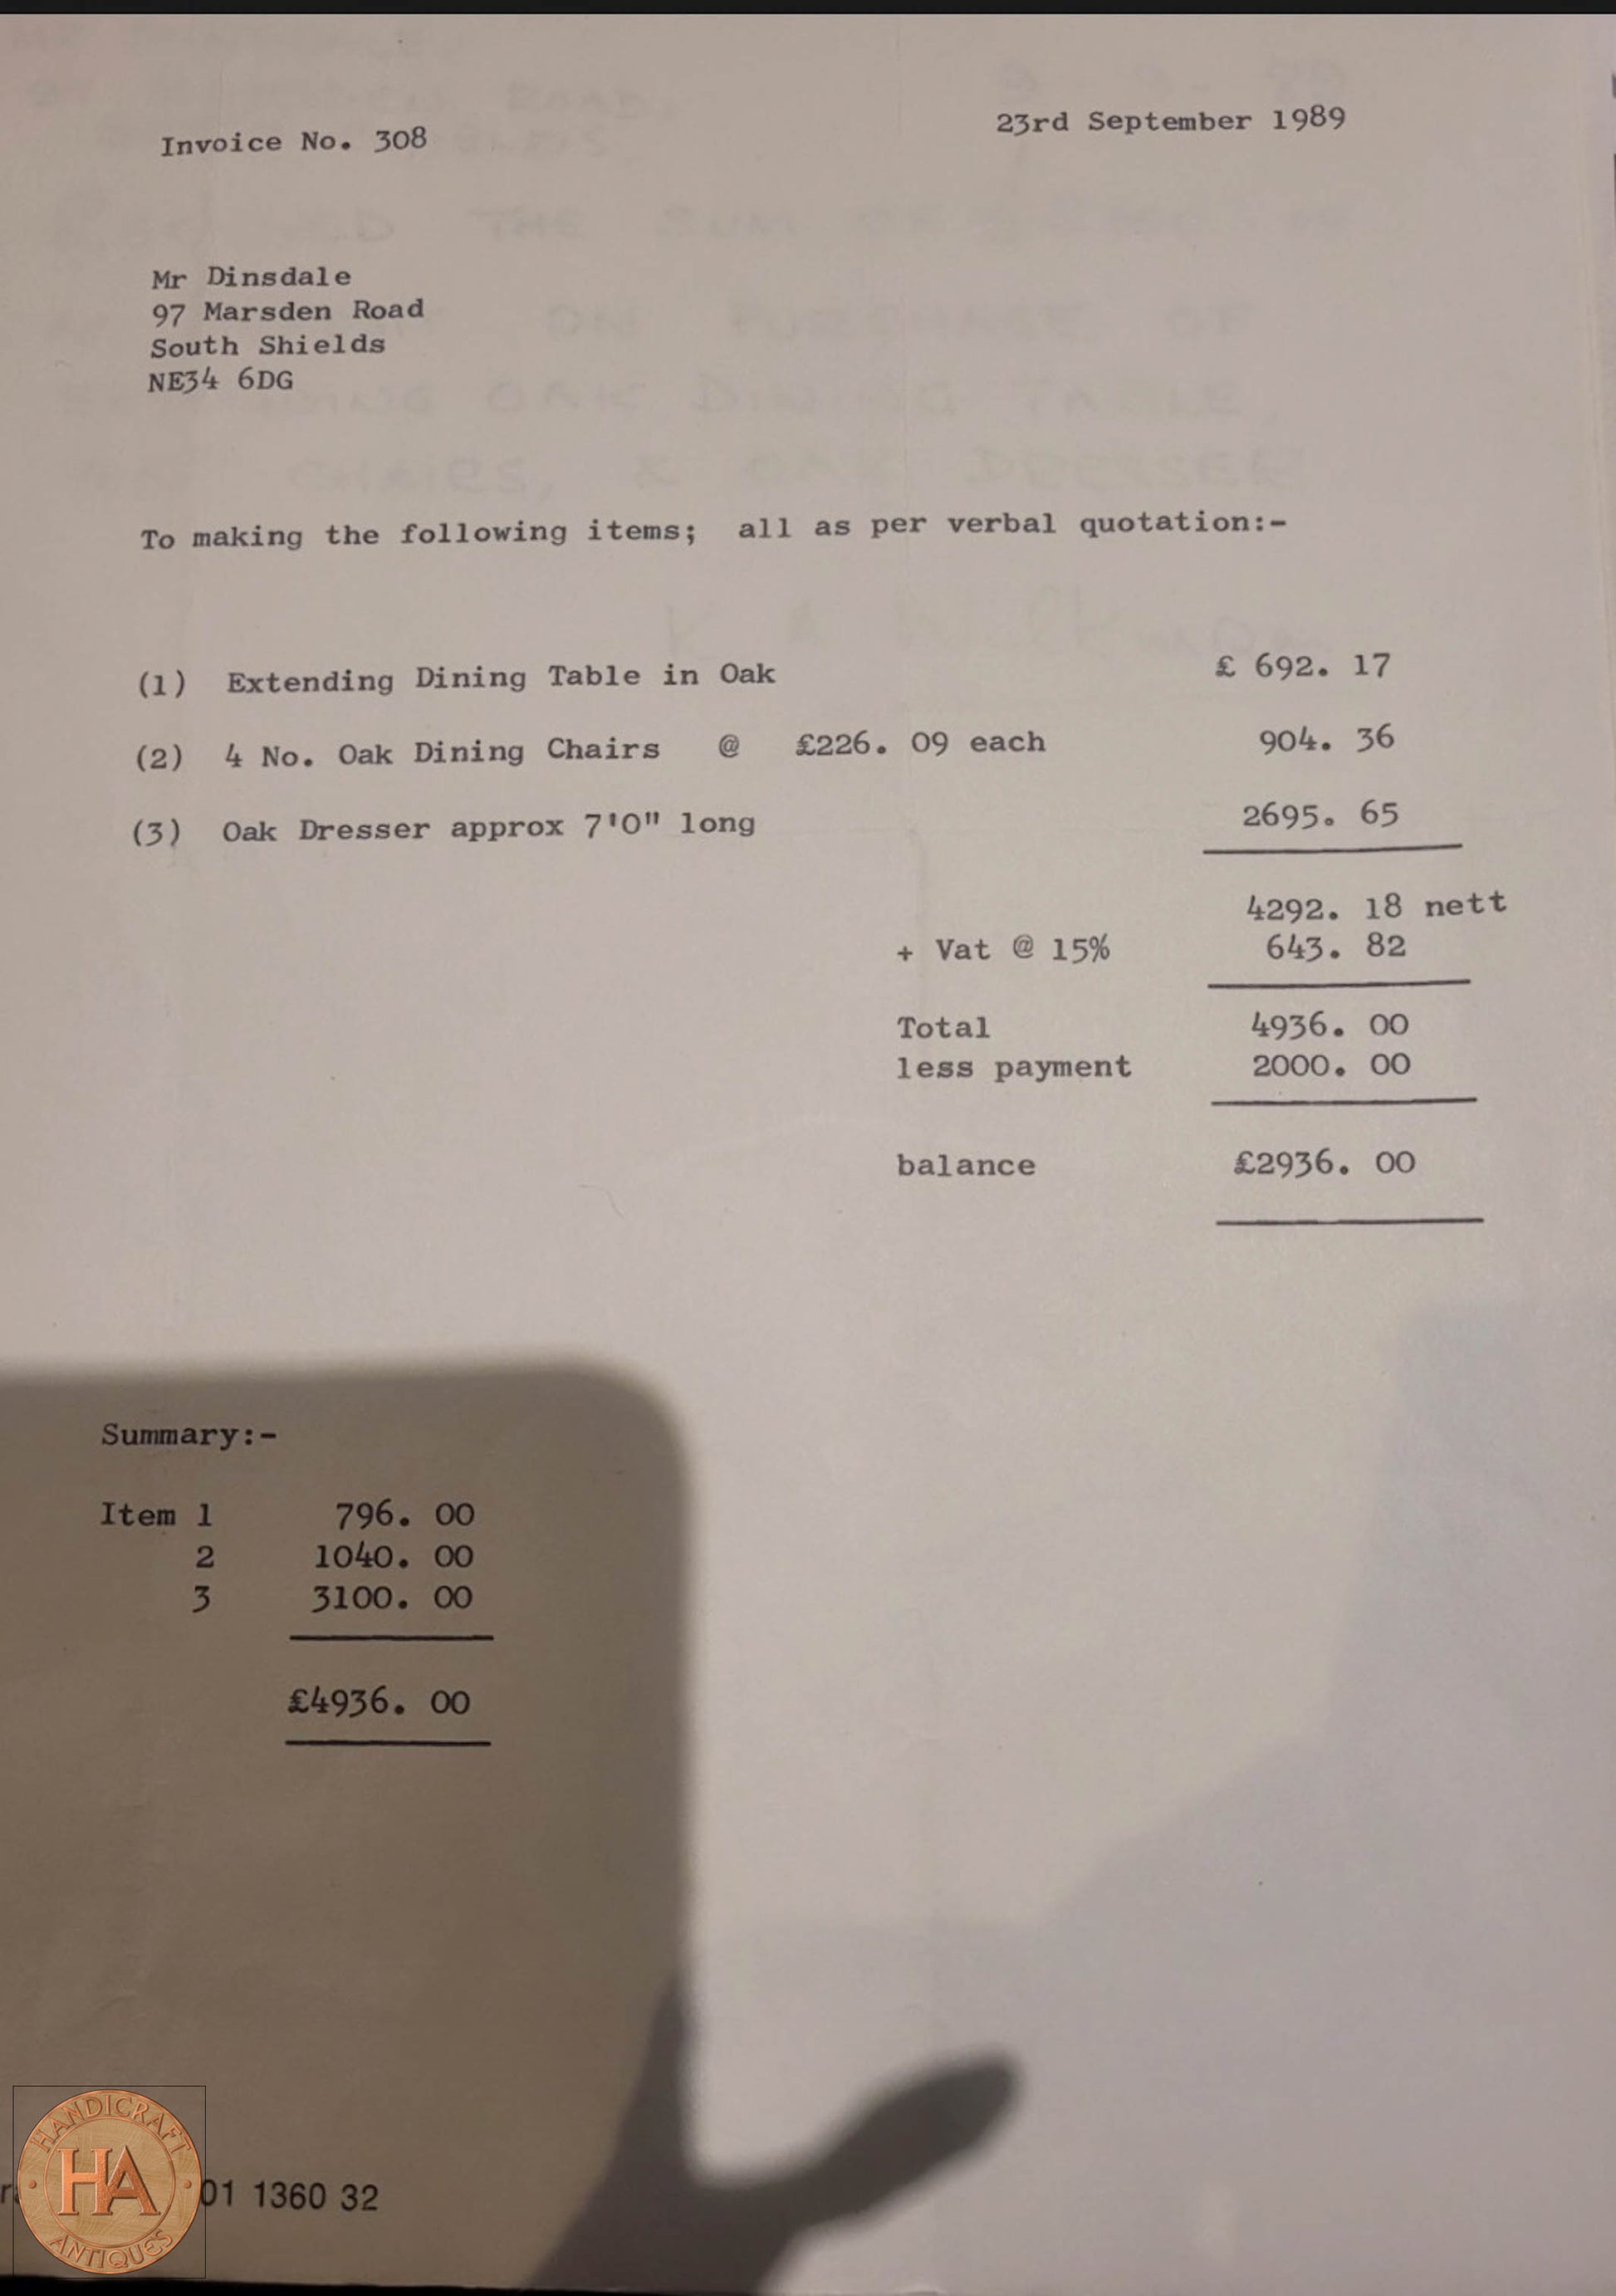 Invoice No. 308
23rd September 1989
Mr Dinsdale
97 Marsden Road
South Shields
NE34 6DG
To making the following items; all as per verbal quotation:-
(1) Extending Dining Table in Oak £ 692. 17
(2) 4 No. Oak Dining Chairs @ £226. 09 each 904. 36
(3) Oak Dresser approx 7'0" long 2695. 65
4292. 18 nett
+ Vat @ 15% 643. 82
Total 4936. 00
less payment 2000. 00
balance £2936. 00
Summary:-
Item 1 796. 00
2 1040. 00
3 3100. 00
£4936. 00
01 1360 32
HANDICRAFT
HA
ANTIQUES